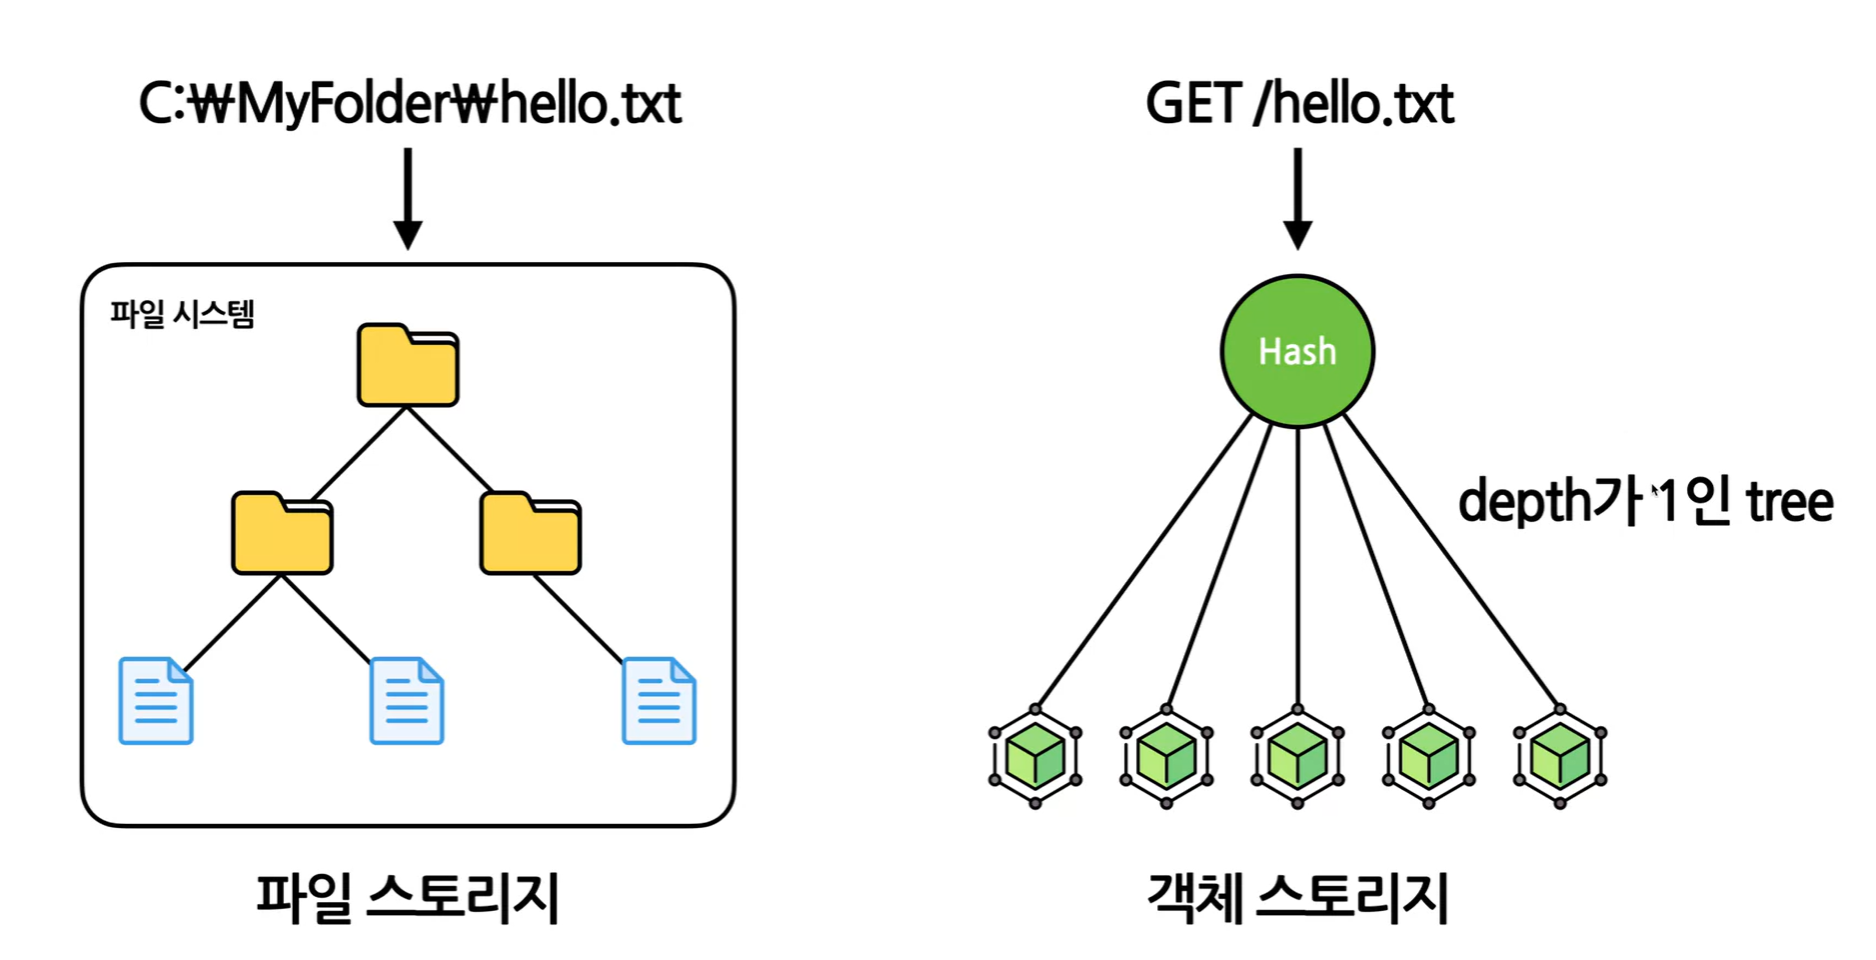 C:₩MyFolder₩hello.txt
GET /hello.txt
파일 시스템
Hash
depth가 1인 tree
파일 스토리지
객체 스토리지